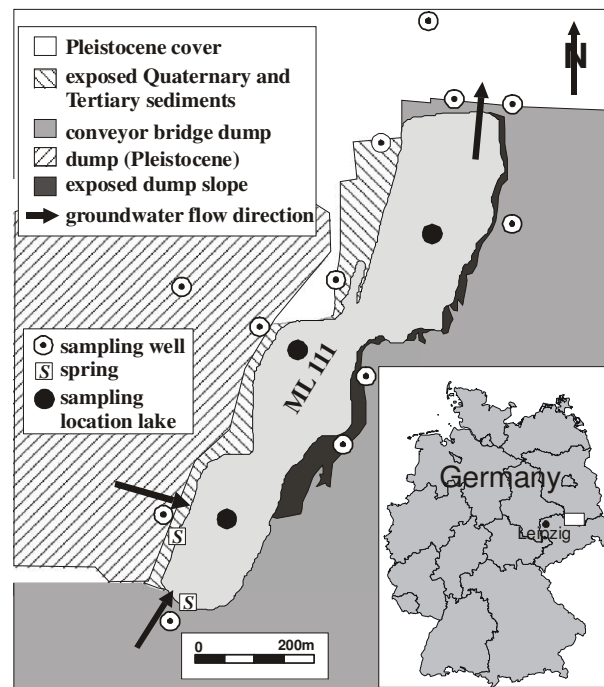 Pleistocene cover
exposed Quaternary and
Tertiary sediments
conveyor bridge dump
dump (Pleistocene)
exposed dump slope
groundwater flow direction
N
sampling well
S spring
sampling
location lake
ML 111
S
S
0 200m
Germany
Leipzig